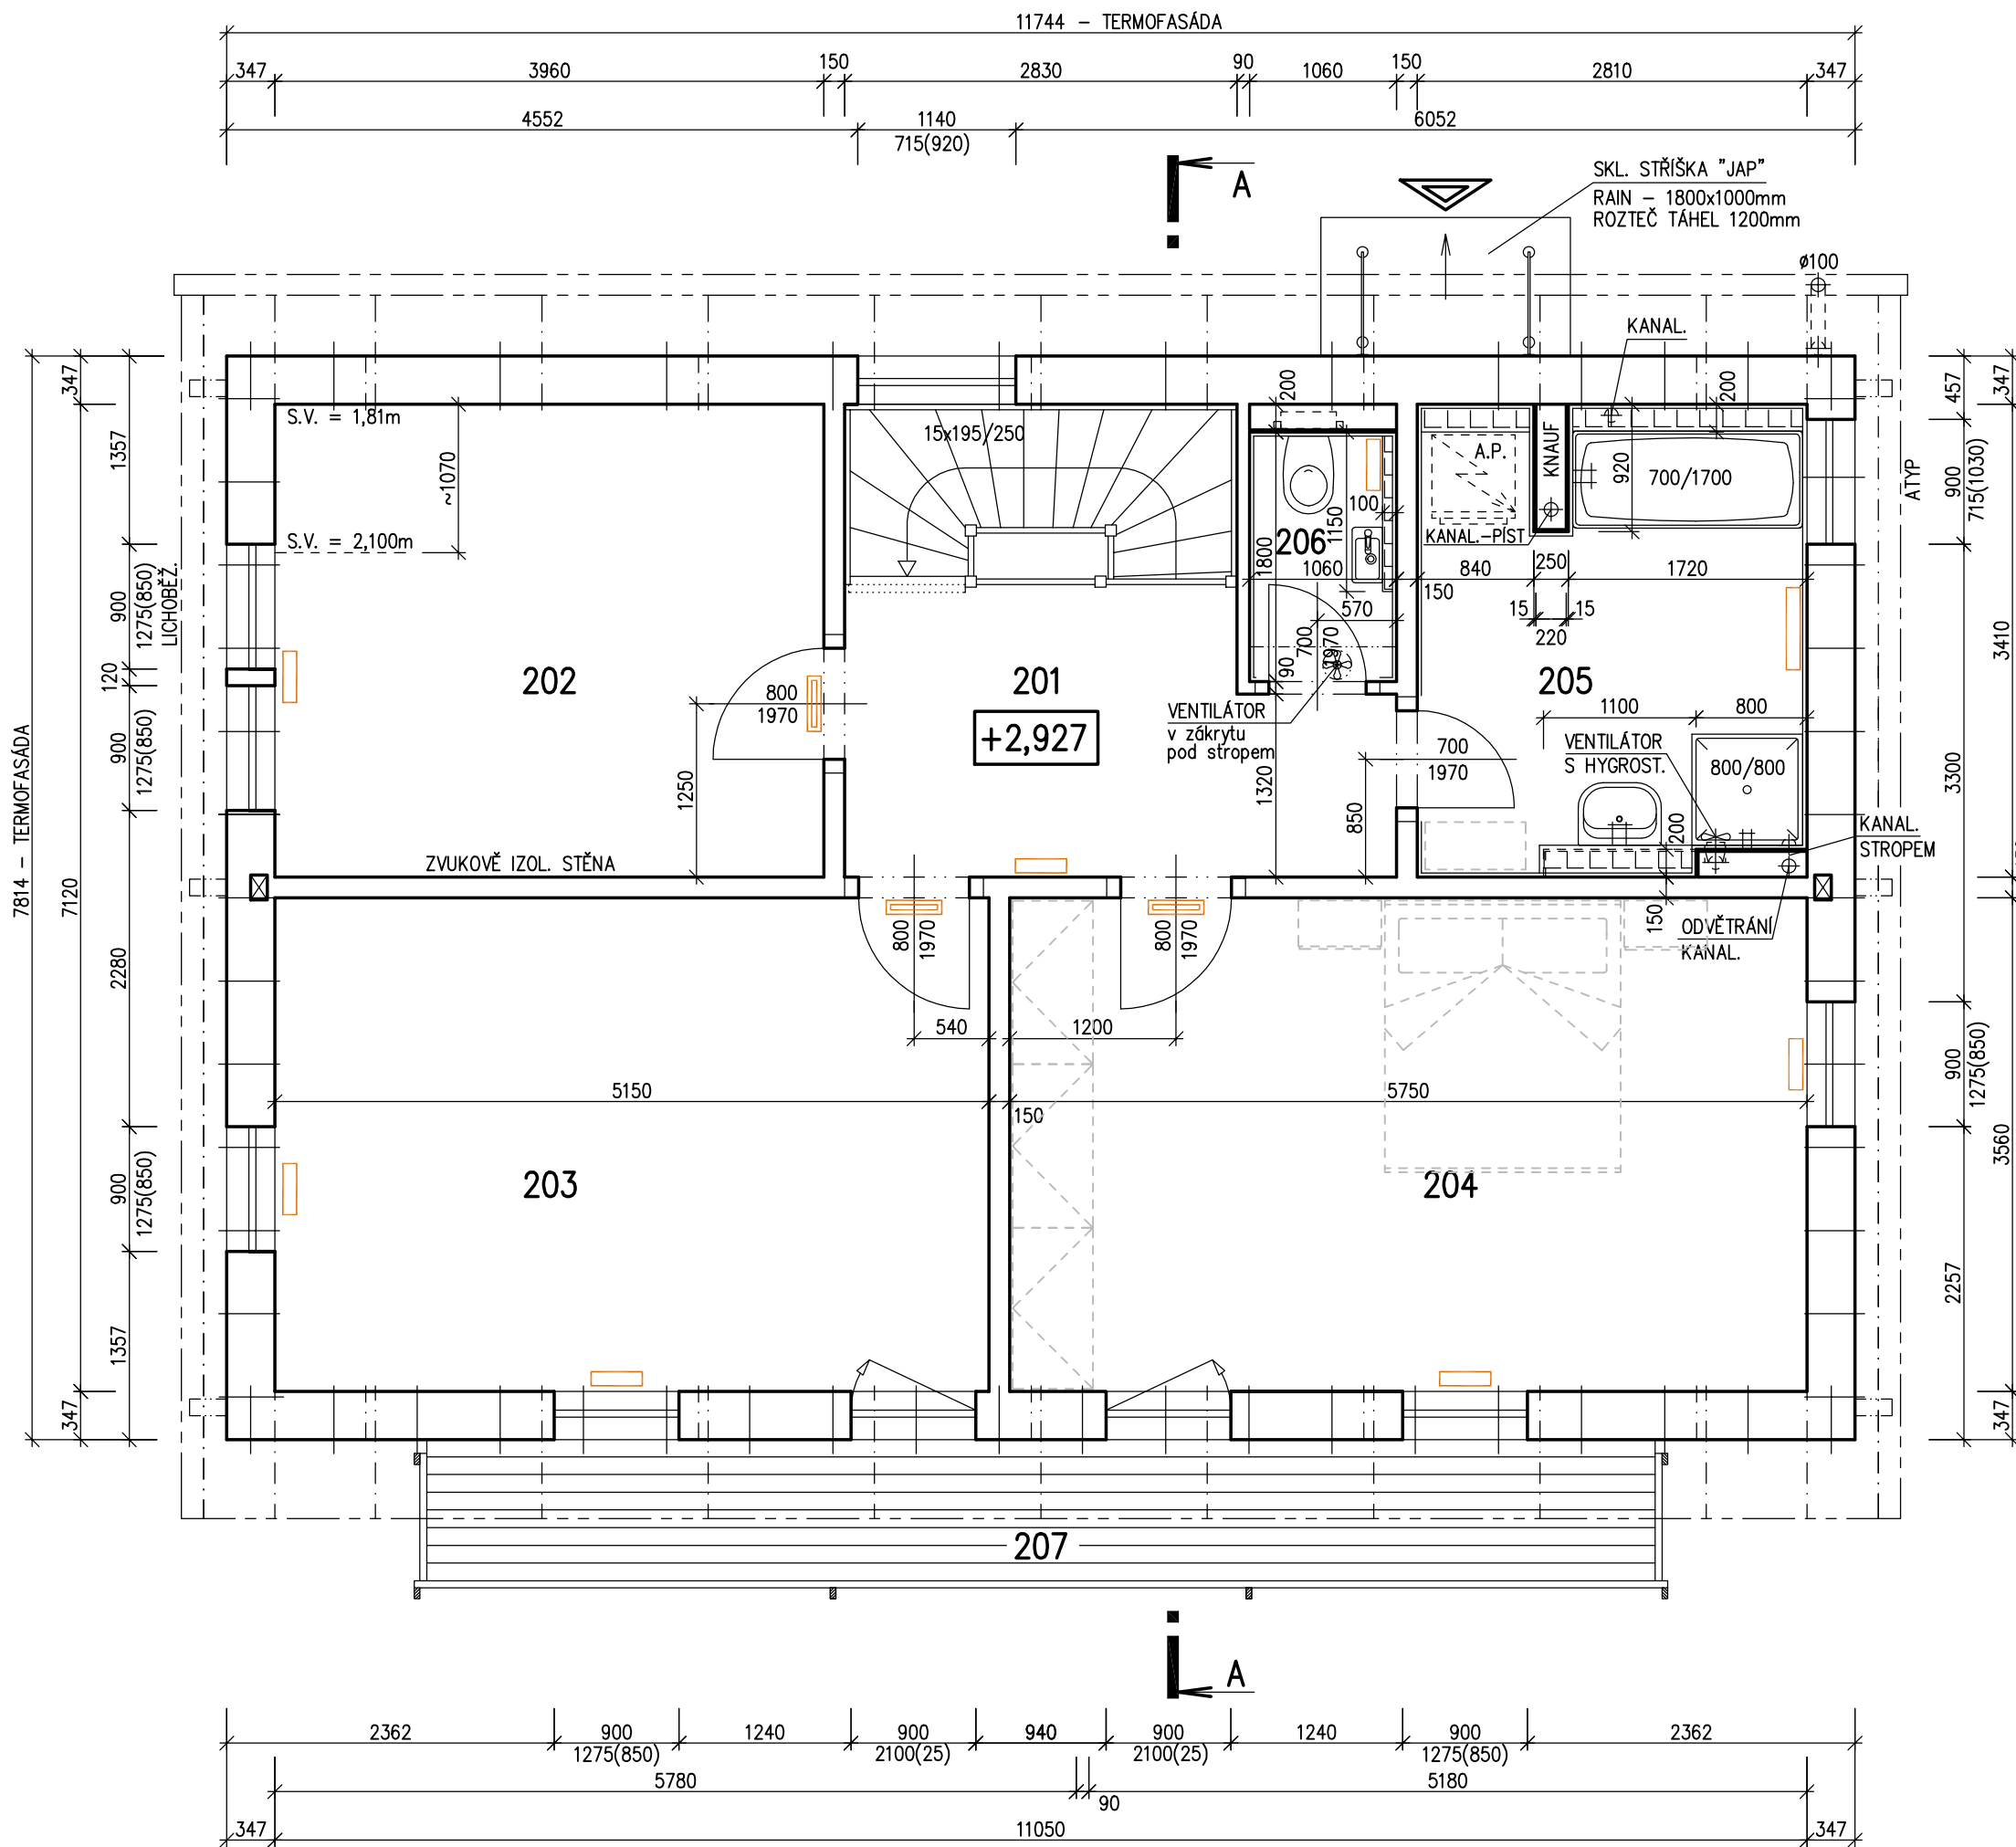 11744 – TERMOFASÁDA
347 3960 150 2830 90 1060 150 2810 347
4552 1140 6052
715(920)
A
SKL. STŘÍŠKA "JAP"
RAIN – 1800x1000mm
ROZTEČ TÁHEL 1200mm
ø100
KANAL.
S.V. = 1,81m
~1070
S.V. = 2,100m
15x195/250
200
KNAUF
A.P.
920
700/1700
200
KANAL.–PÍST
100
1150
1800
206
1060
150
840 250 1720
15 15
220
570
700
1970
90
202
201
205
+2,927
800
1970
1250
VENTILÁTOR
v zákrytu
pod stropem
1320
850
700
1970
1100 800
VENTILÁTOR
S HYGROST.
800/800
200
KANAL.
STROPEM
ZVUKOVĚ IZOL. STĚNA
150
ODVĚTRÁNÍ
KANAL.
800
1970
800
1970
540 1200
5150 150 5750
203
204
207
A
7814 – TERMOFASÁDA
347
7120
347
1357
900
1275(850)
LICHOBĚŽ.
120
900
1275(850)
2280
900
1275(850)
1357
457
900
715(1030)
ATYP
3300
900
1275(850)
2257
347
3410
3560
347
2362 900 1240 900 940 900 1240 900 2362
1275(850) 2100(25) 2100(25) 1275(850)
5780 90 5180
347 11050 347